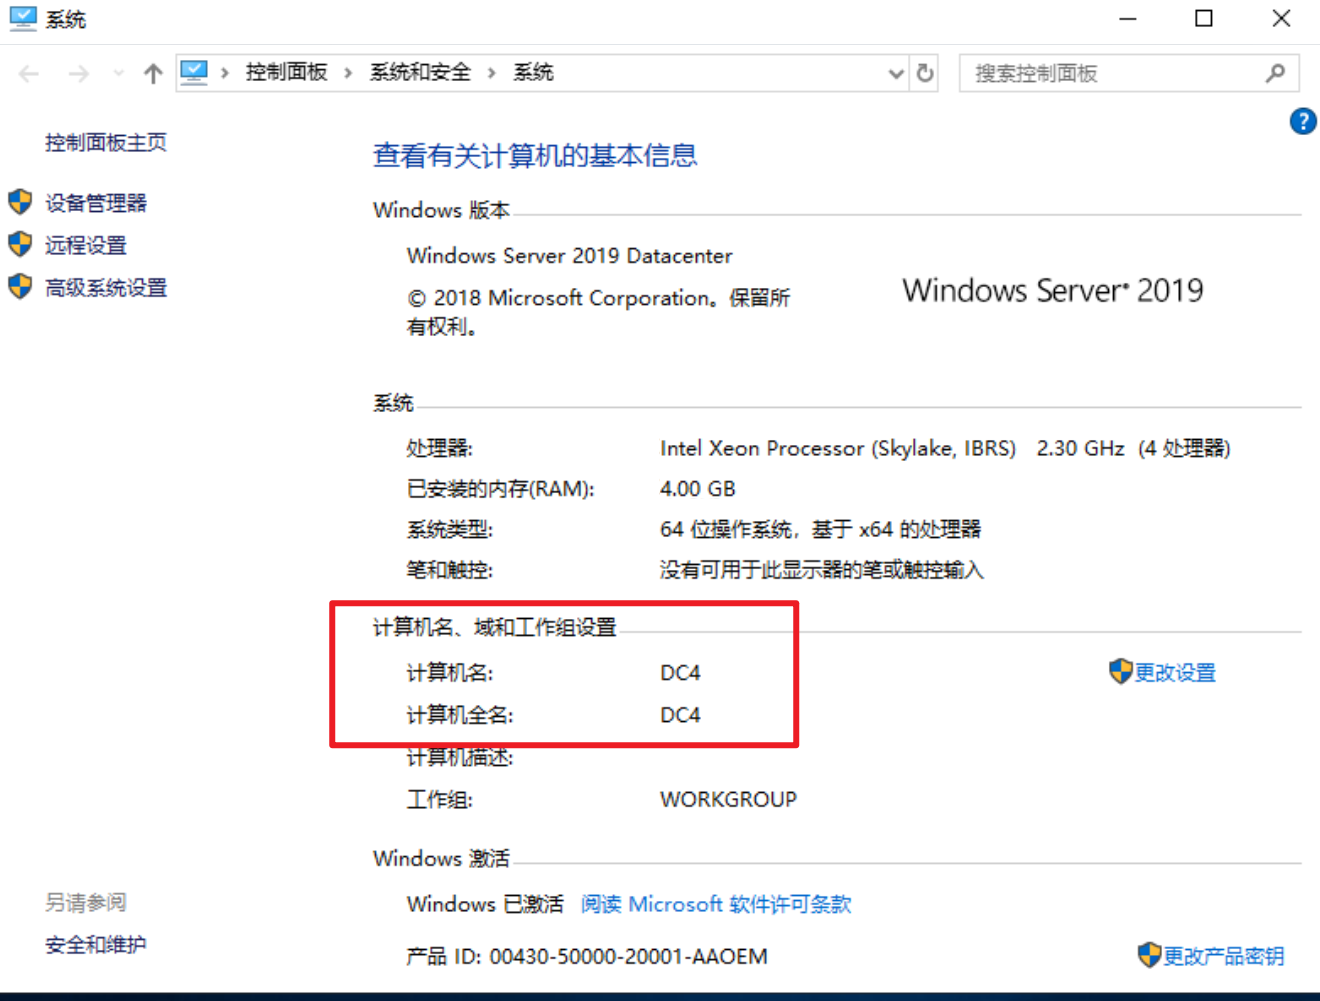 系统
控制面板 › 系统和安全 › 系统
搜索控制面板
?
控制面板主页
设备管理器
远程设置
高级系统设置
查看有关计算机的基本信息
Windows 版本
Windows Server 2019 Datacenter
© 2018 Microsoft Corporation。保留所
有权利。
Windows Server® 2019
系统
处理器: Intel Xeon Processor (Skylake, IBRS) 2.30 GHz (4 处理器)
已安装的内存(RAM): 4.00 GB
系统类型: 64 位操作系统，基于 x64 的处理器
笔和触控: 没有可用于此显示器的笔或触控输入
计算机名、域和工作组设置
计算机名: DC4
更改设置
计算机全名: DC4
计算机描述:
工作组: WORKGROUP
Windows 激活
Windows 已激活 阅读 Microsoft 软件许可条款
产品 ID: 00430-50000-20001-AAOEM
更改产品密钥
另请参阅
安全和维护